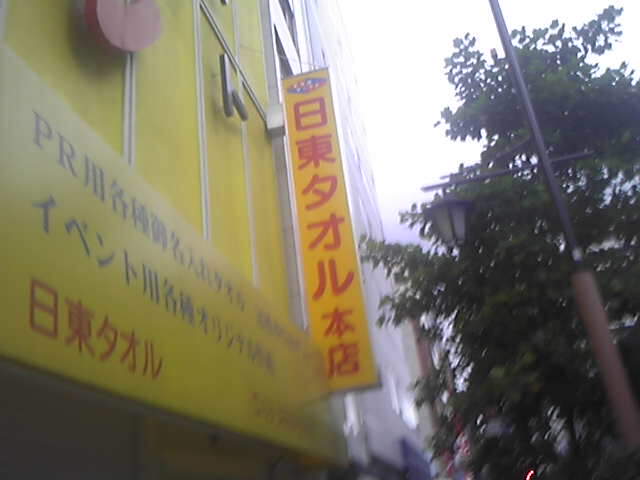 日東タオル本店
PR用各種御名入れタオル
イベント用各種オリジナル
日東タオル